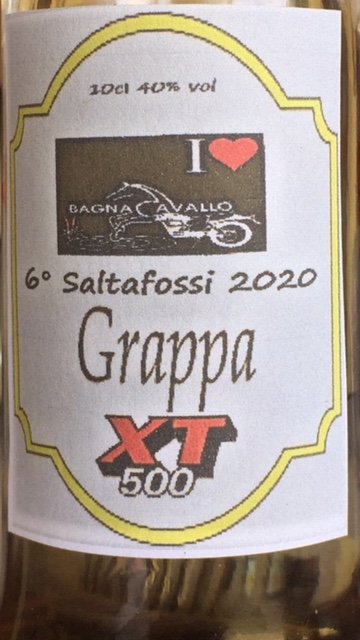 10cl 40% vol
I
BAGNACAVALLO
6° Saltafossi 2020
Grappa
XT
500